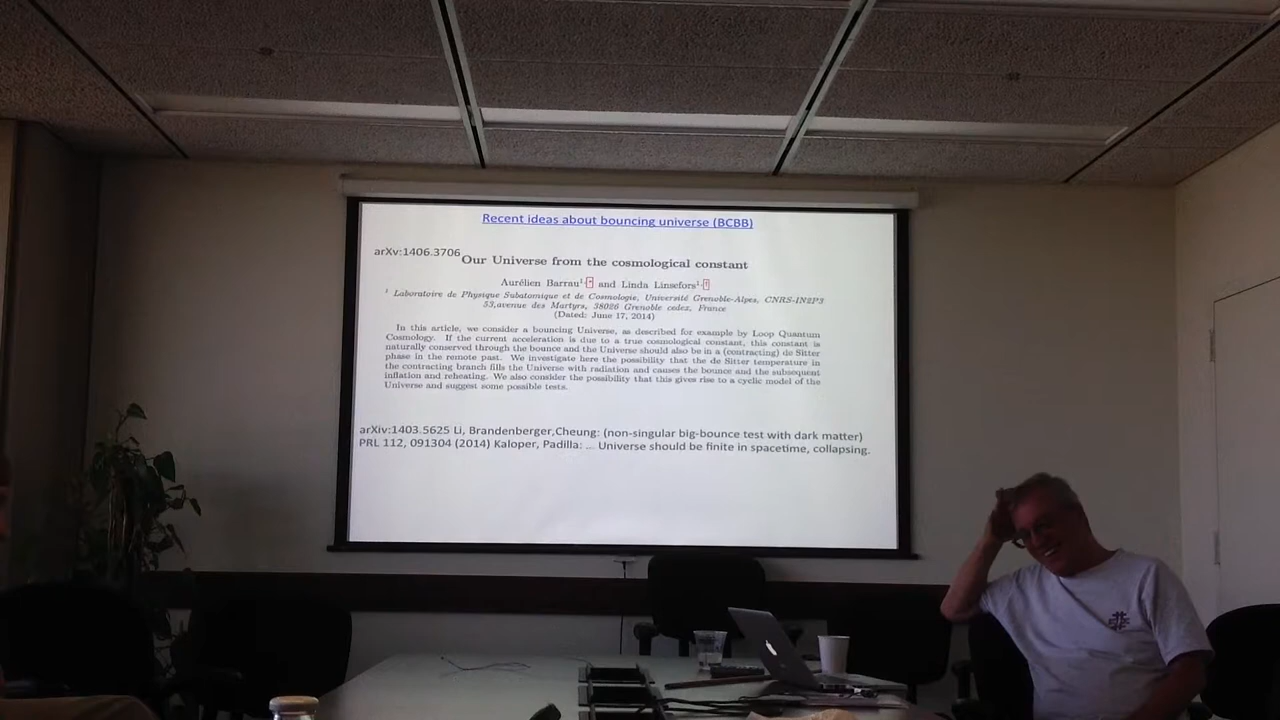 Recent ideas about bouncing universe (BCBB)
arXv:1406.3706
Our Universe from the cosmological constant
Aurélien Barrau¹,* and Linda Linsefors¹,†
¹ Laboratoire de Physique Subatomique et de Cosmologie, Université Grenoble-Alpes, CNRS-IN2P3
53,avenue des Martyrs, 38026 Grenoble cedex, France
(Dated: June 17, 2014)
In this article, we consider a bouncing Universe, as described for example by Loop Quantum
Cosmology. If the current acceleration is due to a true cosmological constant, this constant is
naturally conserved through the bounce and the Universe should also be in a (contracting) de Sitter
phase in the remote past. We investigate here the possibility that the de Sitter temperature in
the contracting branch fills the Universe with radiation and causes the bounce and the subsequent
inflation and reheating. We also consider the possibility that this gives rise to a cyclic model of the
Universe and suggest some possible tests.
arXiv:1403.5625 Li, Brandenberger,Cheung: (non-singular big-bounce test with dark matter)
PRL 112, 091304 (2014) Kaloper, Padilla: ... Universe should be finite in spacetime, collapsing.